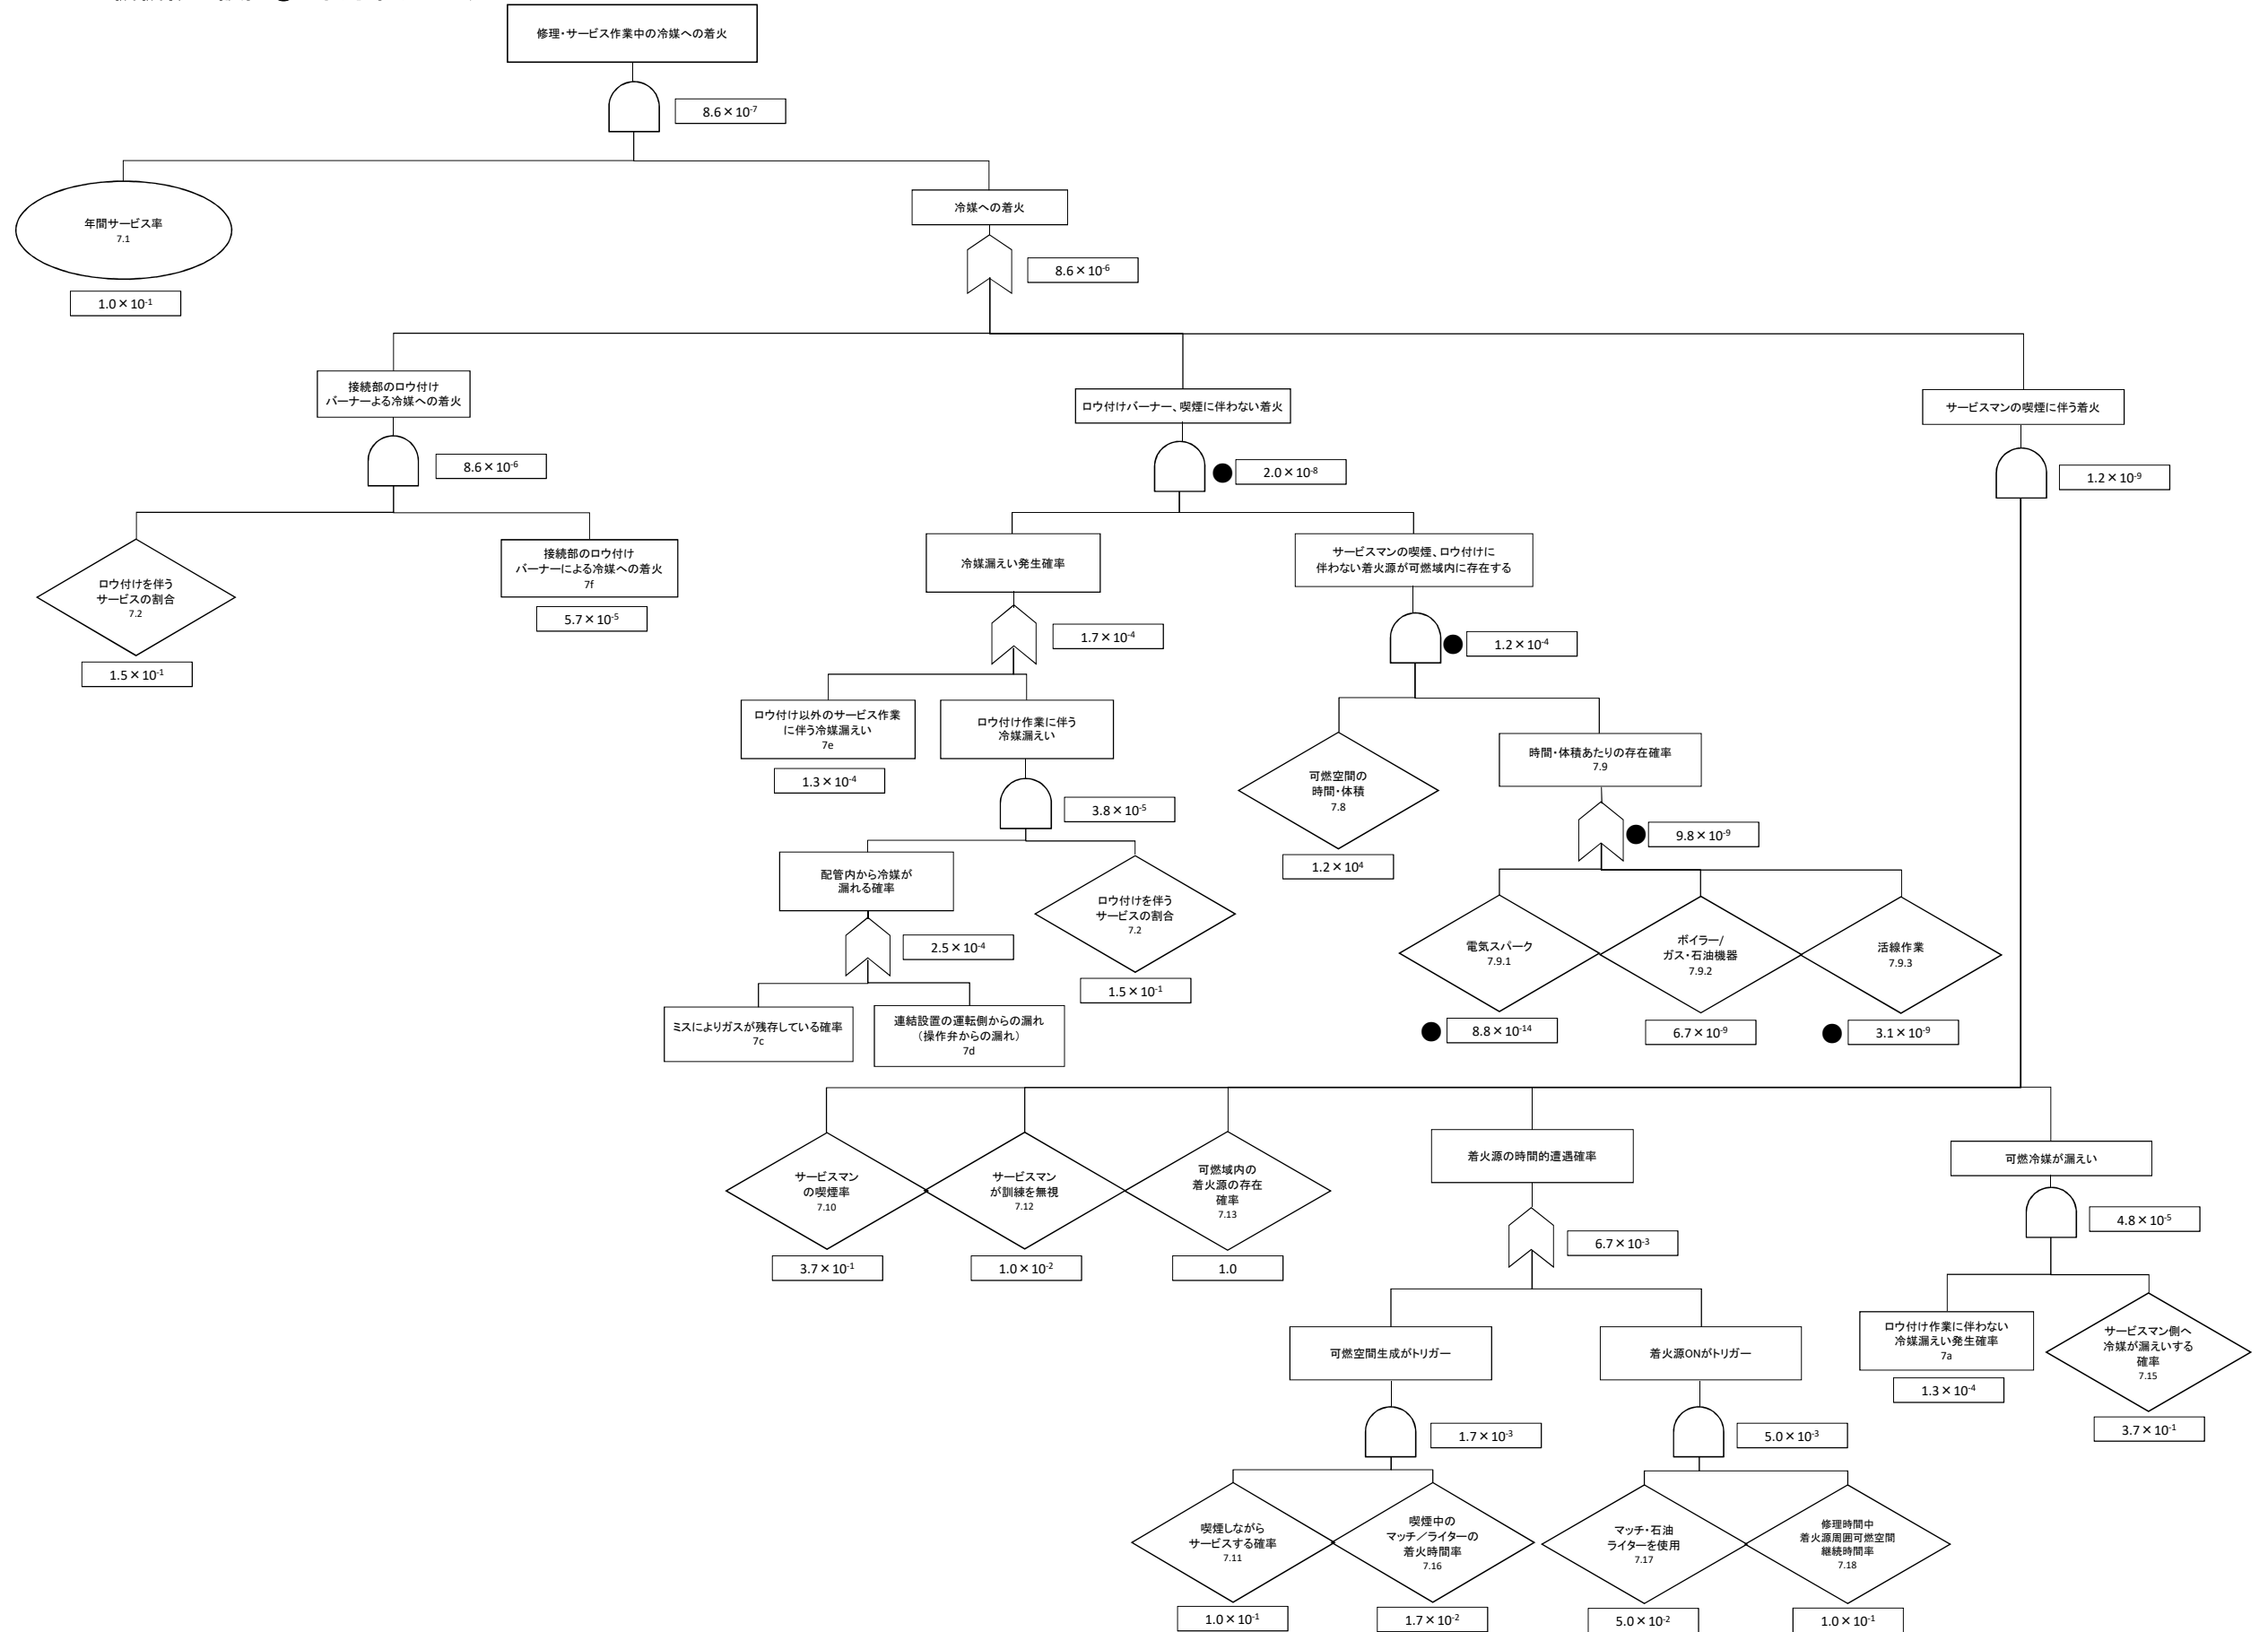 修理・サービス作業中の冷媒への着火
8.6×10⁻⁷
年間サービス率
7.1
1.0×10⁻¹
冷媒への着火
8.6×10⁻⁶
接続部のロウ付け
バーナーよる冷媒への着火
8.6×10⁻⁶
ロウ付けバーナー、喫煙に伴わない着火
2.0×10⁻⁸
サービスマンの喫煙に伴う着火
1.2×10⁻⁹
ロウ付けを伴う
サービスの割合
7.2
1.5×10⁻¹
接続部のロウ付け
バーナーによる冷媒への着火
7f
5.7×10⁻⁵
冷媒漏えい発生確率
1.7×10⁻⁴
サービスマンの喫煙、ロウ付けに
伴わない着火源が可燃域内に存在する
1.2×10⁻⁴
ロウ付け以外のサービス作業
に伴う冷媒漏えい
7e
1.3×10⁻⁴
ロウ付け作業に伴う
冷媒漏えい
3.8×10⁻⁵
可燃空間の
時間・体積
7.8
1.2×10⁴
時間・体積あたりの存在確率
7.9
9.8×10⁻⁹
配管内から冷媒が
漏れる確率
2.5×10⁻⁴
ロウ付けを伴う
サービスの割合
7.2
1.5×10⁻¹
電気スパーク
7.9.1
8.8×10⁻¹⁴
ボイラー/
ガス・石油機器
7.9.2
6.7×10⁻⁹
活線作業
7.9.3
3.1×10⁻⁹
ミスによりガスが残存している確率
7c
連結設置の運転側からの漏れ
（操作弁からの漏れ）
7d
サービスマン
の喫煙率
7.10
3.7×10⁻¹
サービスマン
が訓練を無視
7.12
1.0×10⁻²
可燃域内の
着火源の存在
確率
7.13
1.0
着火源の時間的遭遇確率
6.7×10⁻³
可燃冷媒が漏えい
4.8×10⁻⁵
可燃空間生成がトリガー
1.7×10⁻³
着火源ONがトリガー
5.0×10⁻³
ロウ付け作業に伴わない
冷媒漏えい発生確率
7a
1.3×10⁻⁴
サービスマン側へ
冷媒が漏えいする
確率
7.15
3.7×10⁻¹
喫煙しながら
サービスする確率
7.11
1.0×10⁻¹
喫煙中の
マッチ／ライターの
着火時間率
7.16
1.7×10⁻²
マッチ・石油
ライターを使用
7.17
5.0×10⁻²
修理時間中
着火源周囲可燃空間
継続時間率
7.18
1.0×10⁻¹